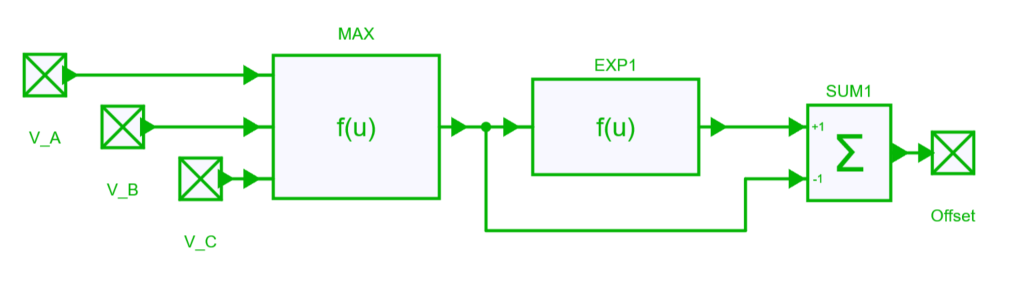 MAX
EXP1
SUM1
V_A
f(u)
f(u)
+1
Σ
-1
V_B
V_C
Offset